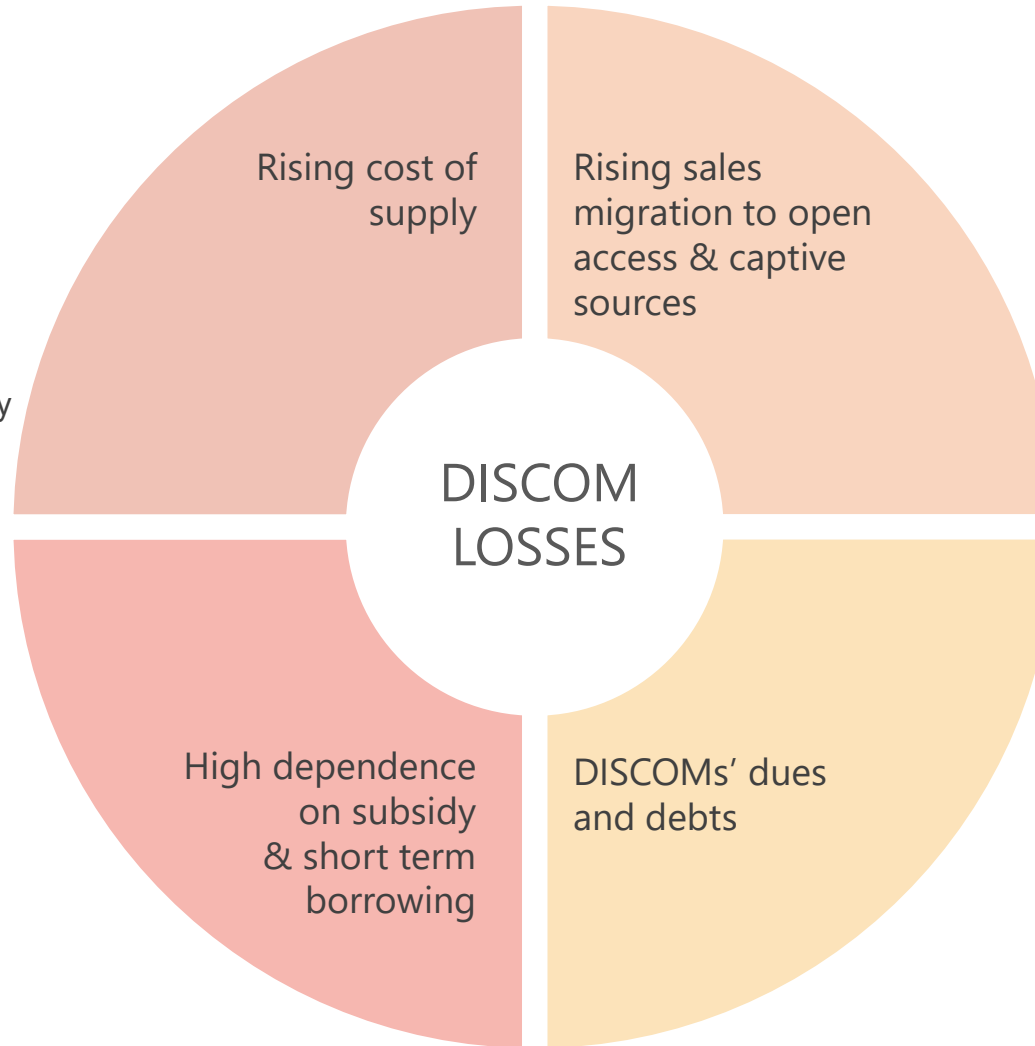 Rising cost of
supply
Rising sales
migration to open
access & captive
sources
y
DISCOM
LOSSES
High dependence
on subsidy
& short term
borrowing
DISCOMs’ dues
and debts